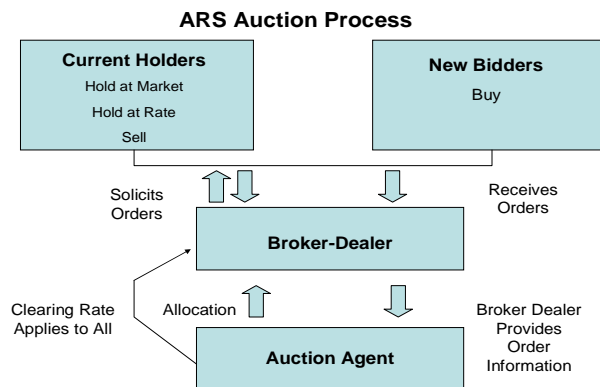 ARS Auction Process
Current Holders
Hold at Market
Hold at Rate
Sell
New Bidders
Buy
Solicits
Orders
Receives
Orders
Broker-Dealer
Clearing Rate
Applies to All
Allocation
Broker Dealer
Provides
Order
Information
Auction Agent